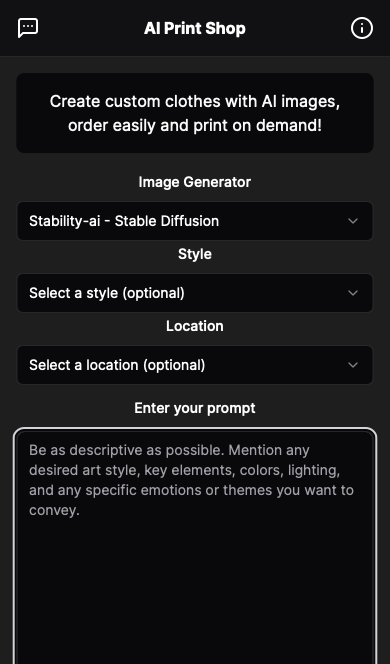 AI Print Shop
Create custom clothes with AI images,
order easily and print on demand!
Image Generator
Stability-ai - Stable Diffusion
Style
Select a style (optional)
Location
Select a location (optional)
Enter your prompt
Be as descriptive as possible. Mention any
desired art style, key elements, colors, lighting,
and any specific emotions or themes you want to
convey.